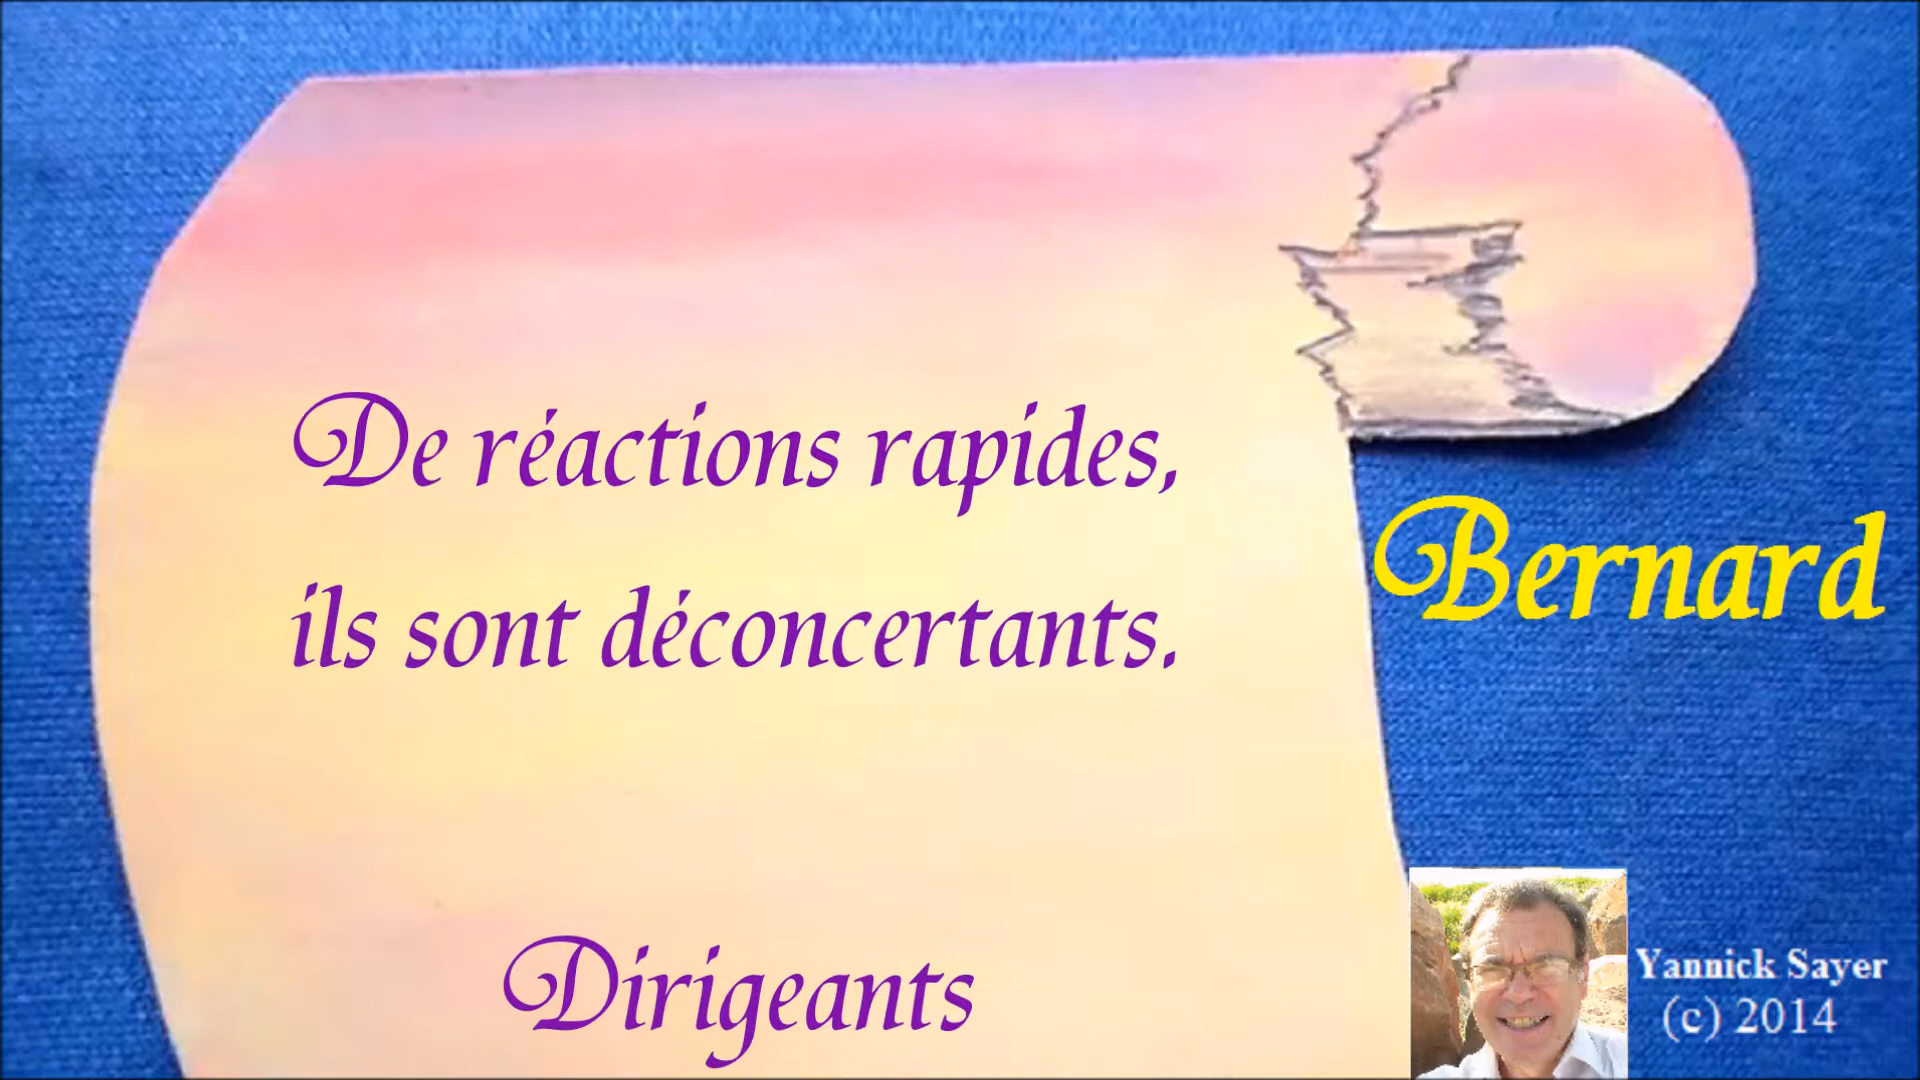 De réactions rapides,
ils sont déconcertants.
Bernard
Dirigeants
Yannick Sayer
(c) 2014